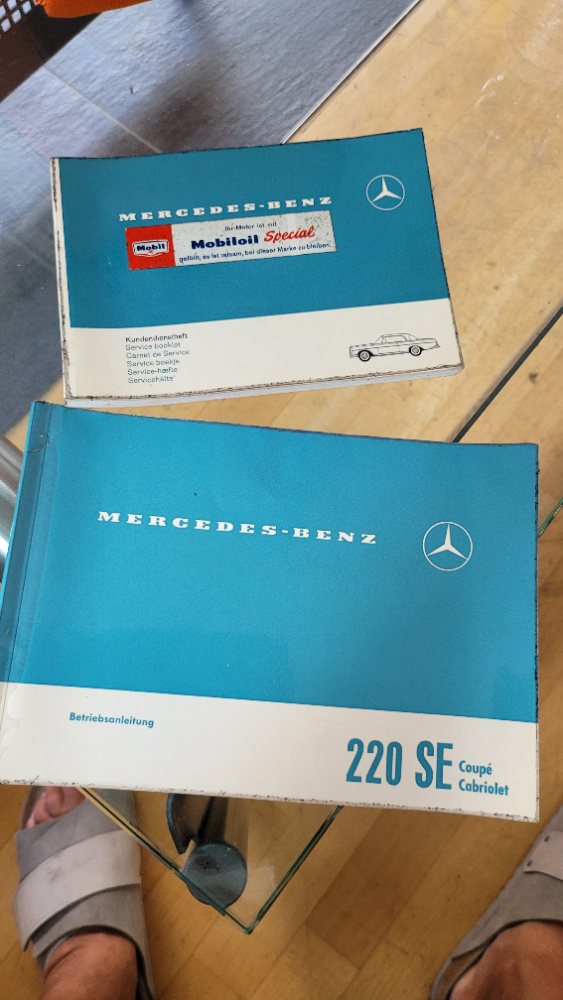 MERCEDES-BENZ
Mobil
Ihr Motor ist mit
Mobiloil Special
gefüllt, es ist ratsam, bei dieser Marke zu bleiben.
Kundendienstheft
Service booklet
Carnet de Service
Service boekje
Service-hæfte
Servicehäfte
MERCEDES-BENZ
Betriebsanleitung
220 SE Coupé
Cabriolet